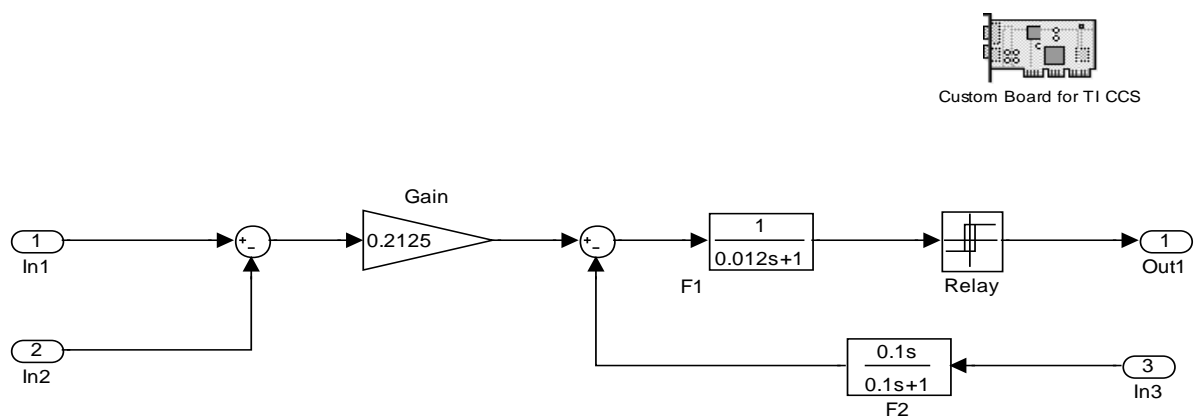 Custom Board for TI CCS
Gain
1
In1
+
-
0.2125
+
-
1
0.012s+1
F1
Relay
1
Out1
2
In2
0.1s
0.1s+1
F2
3
In3